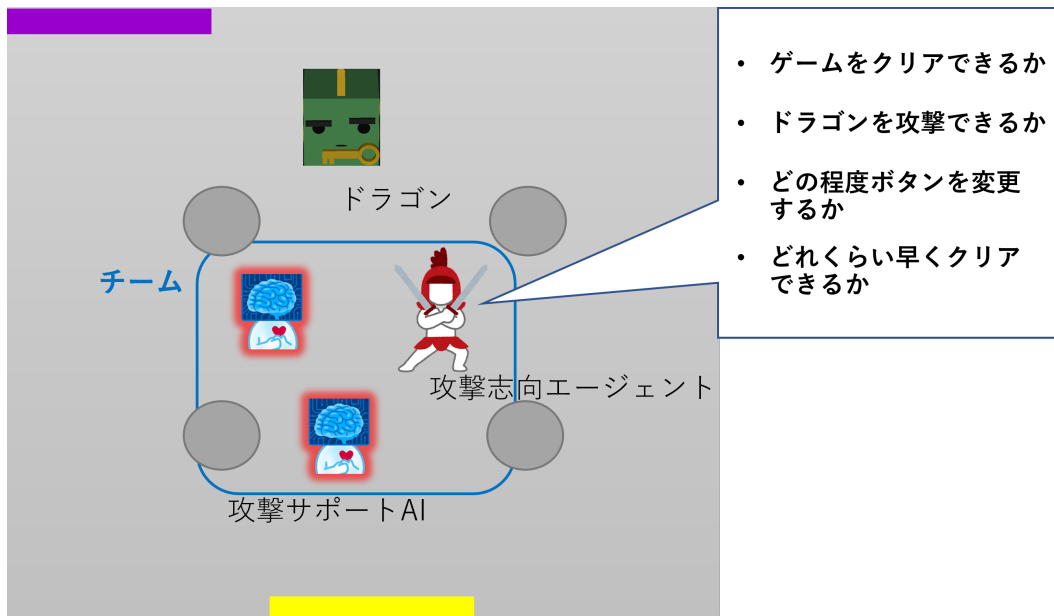 • ゲームをクリアできるか
• ドラゴンを攻撃できるか
• どの程度ボタンを変更
するか
• どれくらい早くクリア
できるか
ドラゴン
チーム
攻撃志向エージェント
攻撃サポートAI